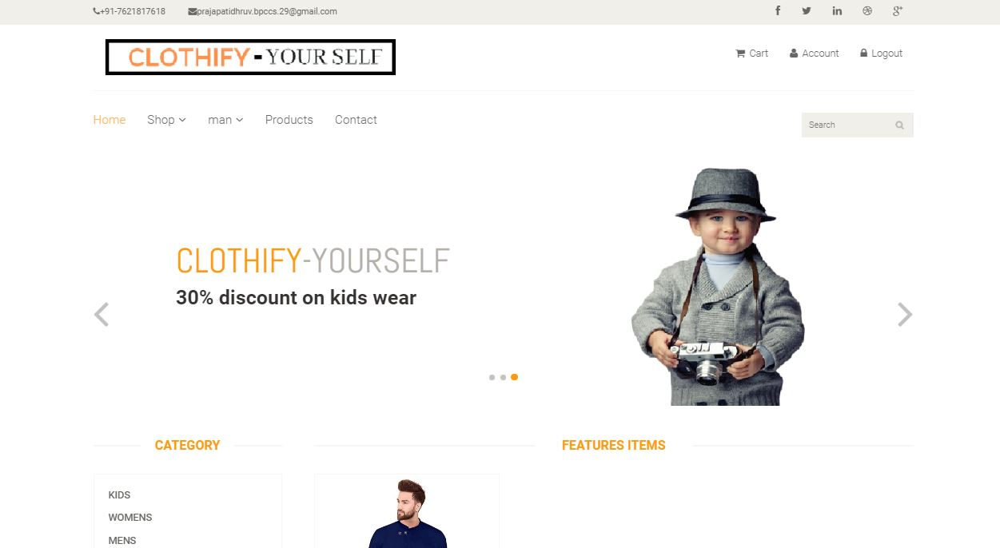 +91-7621817618 prajapatidhruv.bpccs.29@gmail.com
CLOTHIFY-YOUR SELF
Cart Account Logout
Home Shop man Products Contact
Search
CLOTHIFY-YOURSELF
30% discount on kids wear
CATEGORY
FEATURES ITEMS
KIDS
WOMENS
MENS